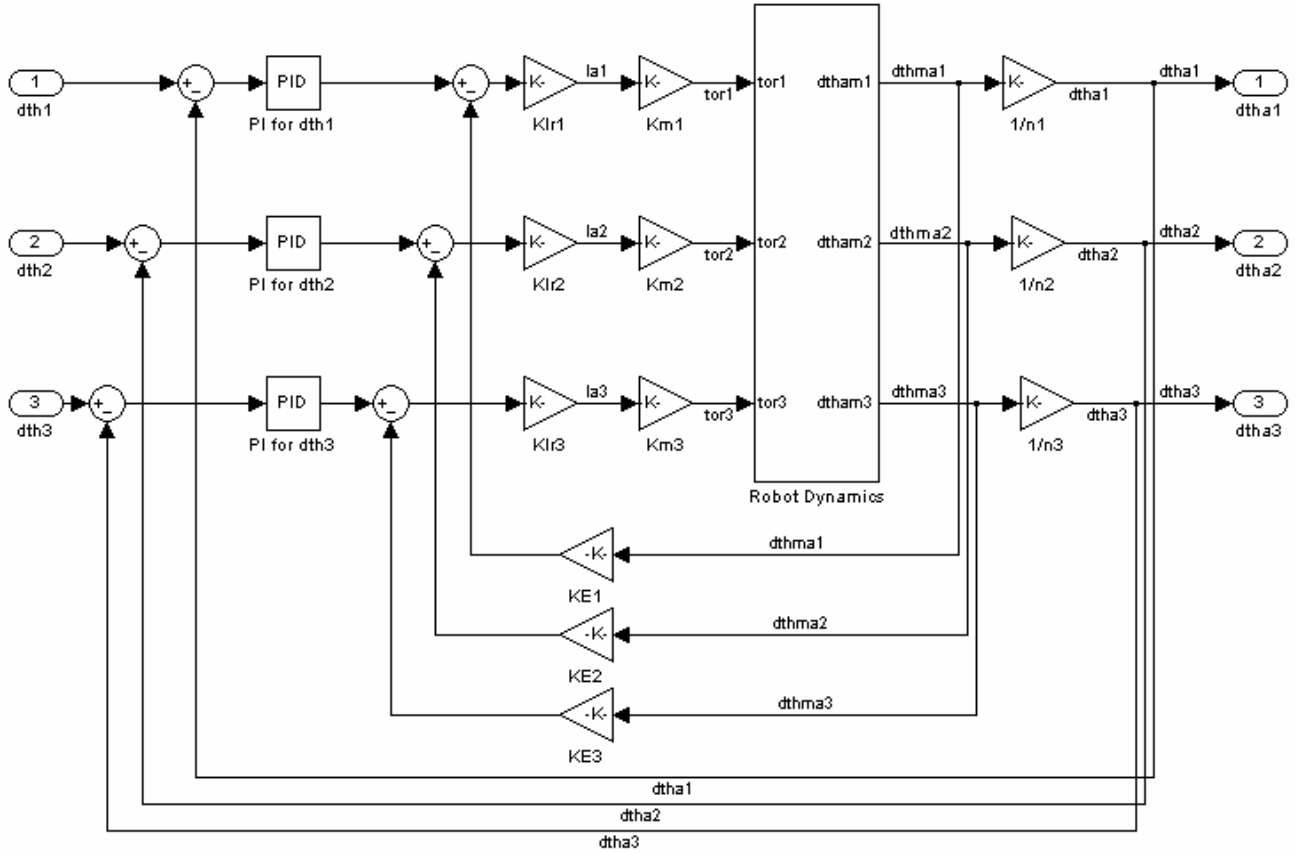 1
dth1
+
-
PID
PI for dth1
+
-
K-
Klr1
Ia1
K-
Km1
tor1
tor1
dtham1
dthma1
K-
1/n1
dtha1
dtha1
1
dtha1
2
dth2
+
-
PID
PI for dth2
+
-
K-
Klr2
Ia2
K-
Km2
tor2
tor2
dtham2
dthma2
K-
1/n2
dtha2
dtha2
2
dtha2
3
dth3
+
-
PID
PI for dth3
+
-
K-
Klr3
Ia3
K-
Km3
tor3
tor3
dtham3
dthma3
K-
1/n3
dtha3
dtha3
3
dtha3
Robot Dynamics
dthma1
-K-
KE1
dthma2
-K-
KE2
dthma3
-K-
KE3
dtha1
dtha2
dtha3